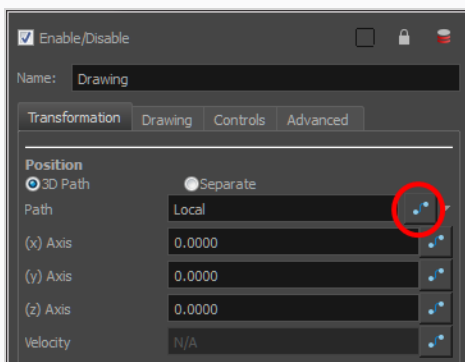 Enable/Disable
Name: Drawing
Transformation Drawing Controls Advanced
Position
3D Path Separate
Path Local
(x) Axis 0.0000
(y) Axis 0.0000
(z) Axis 0.0000
Velocity N/A